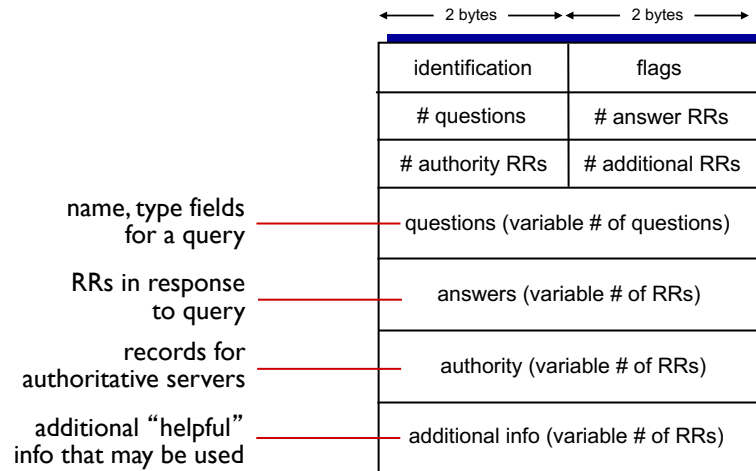 2 bytes 2 bytes
identification flags
# questions # answer RRs
# authority RRs # additional RRs
name, type fields
for a query
questions (variable # of questions)
RRs in response
to query
answers (variable # of RRs)
records for
authoritative servers
authority (variable # of RRs)
additional “helpful”
info that may be used
additional info (variable # of RRs)